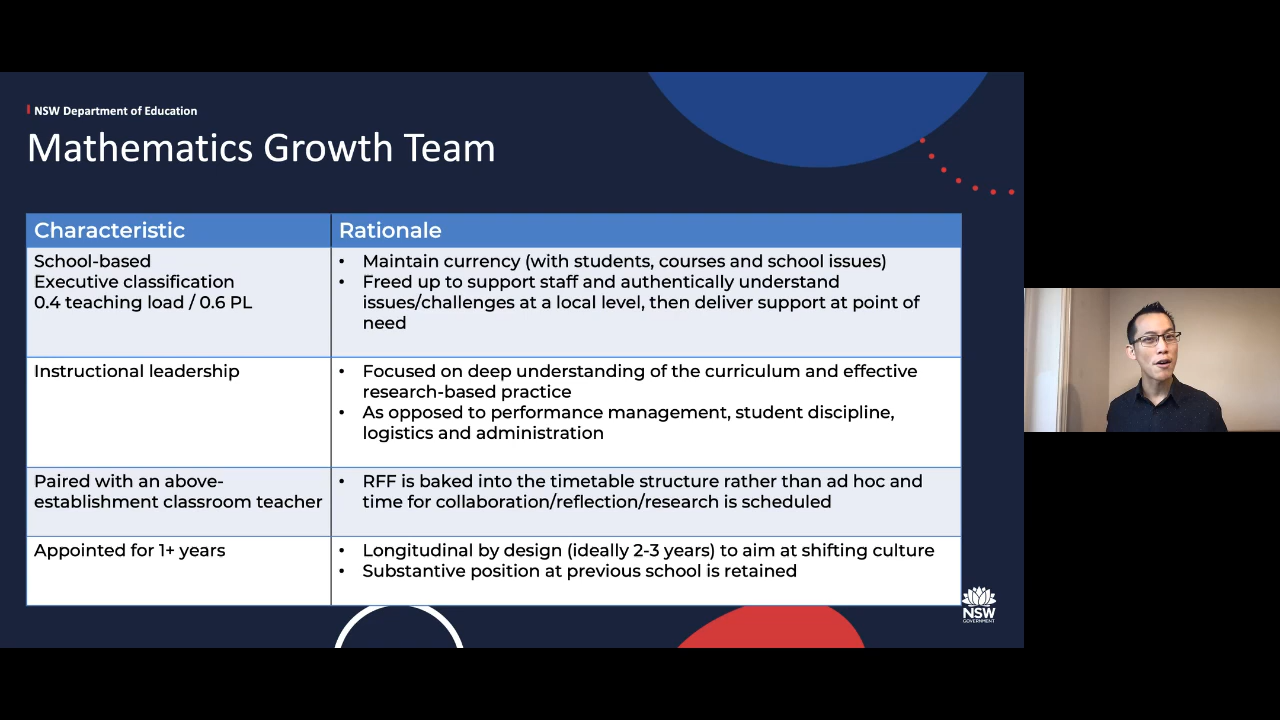 NSW Department of Education
Mathematics Growth Team
Characteristic
Rationale
School-based
Executive classification
0.4 teaching load / 0.6 PL
• Maintain currency (with students, courses and school issues)
• Freed up to support staff and authentically understand
issues/challenges at a local level, then deliver support at point of
need
Instructional leadership
• Focused on deep understanding of the curriculum and effective
research-based practice
• As opposed to performance management, student discipline,
logistics and administration
Paired with an above-
establishment classroom teacher
• RFF is baked into the timetable structure rather than ad hoc and
time for collaboration/reflection/research is scheduled
Appointed for 1+ years
• Longitudinal by design (ideally 2-3 years) to aim at shifting culture
• Substantive position at previous school is retained
NSW
GOVERNMENT